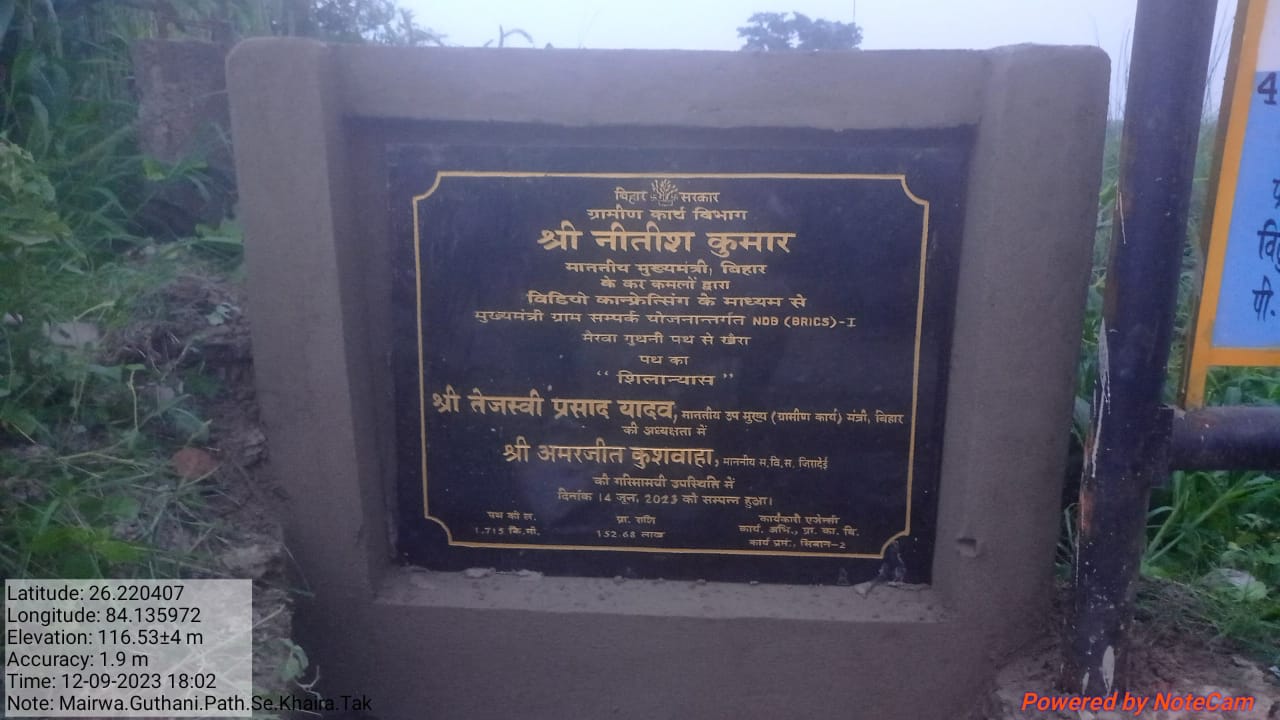 बिहार सरकार
ग्रामीण कार्य विभाग
श्री नीतीश कुमार
माननीय मुख्यमंत्री, बिहार
के कर कमलों द्वारा
विडियो कान्फ्रेन्सिंग के माध्यम से
मुख्यमंत्री ग्राम सम्पर्क योजनान्तर्गत NDB (BRICS)-I
मैरवा गुथनी पथ से खैरा
पथ का
“ शिलान्यास ”
श्री तेजस्वी प्रसाद यादव, माननीय उप मुख्य (ग्रामीण कार्य) मंत्री, बिहार
की अध्यक्षता में
श्री अमरजीत कुशवाहा, माननीय स.वि.स. जिरादेई
की गरिमामयी उपस्थिति में
दिनांक 14 जून, 2023 को सम्पन्न हुआ।
पथ की ल. प्रा. राशि कार्यकारी एजेन्सी
1.715 कि.मी. 152.68 लाख कार्य. अभि., ग्रा. का. वि.
कार्य प्रमं., सिवान-2
4
वि
पी.
Latitude: 26.220407
Longitude: 84.135972
Elevation: 116.53±4 m
Accuracy: 1.9 m
Time: 12-09-2023 18:02
Note: Mairwa.Guthani.Path.Se.Khaira.Tak
Powered by NoteCam